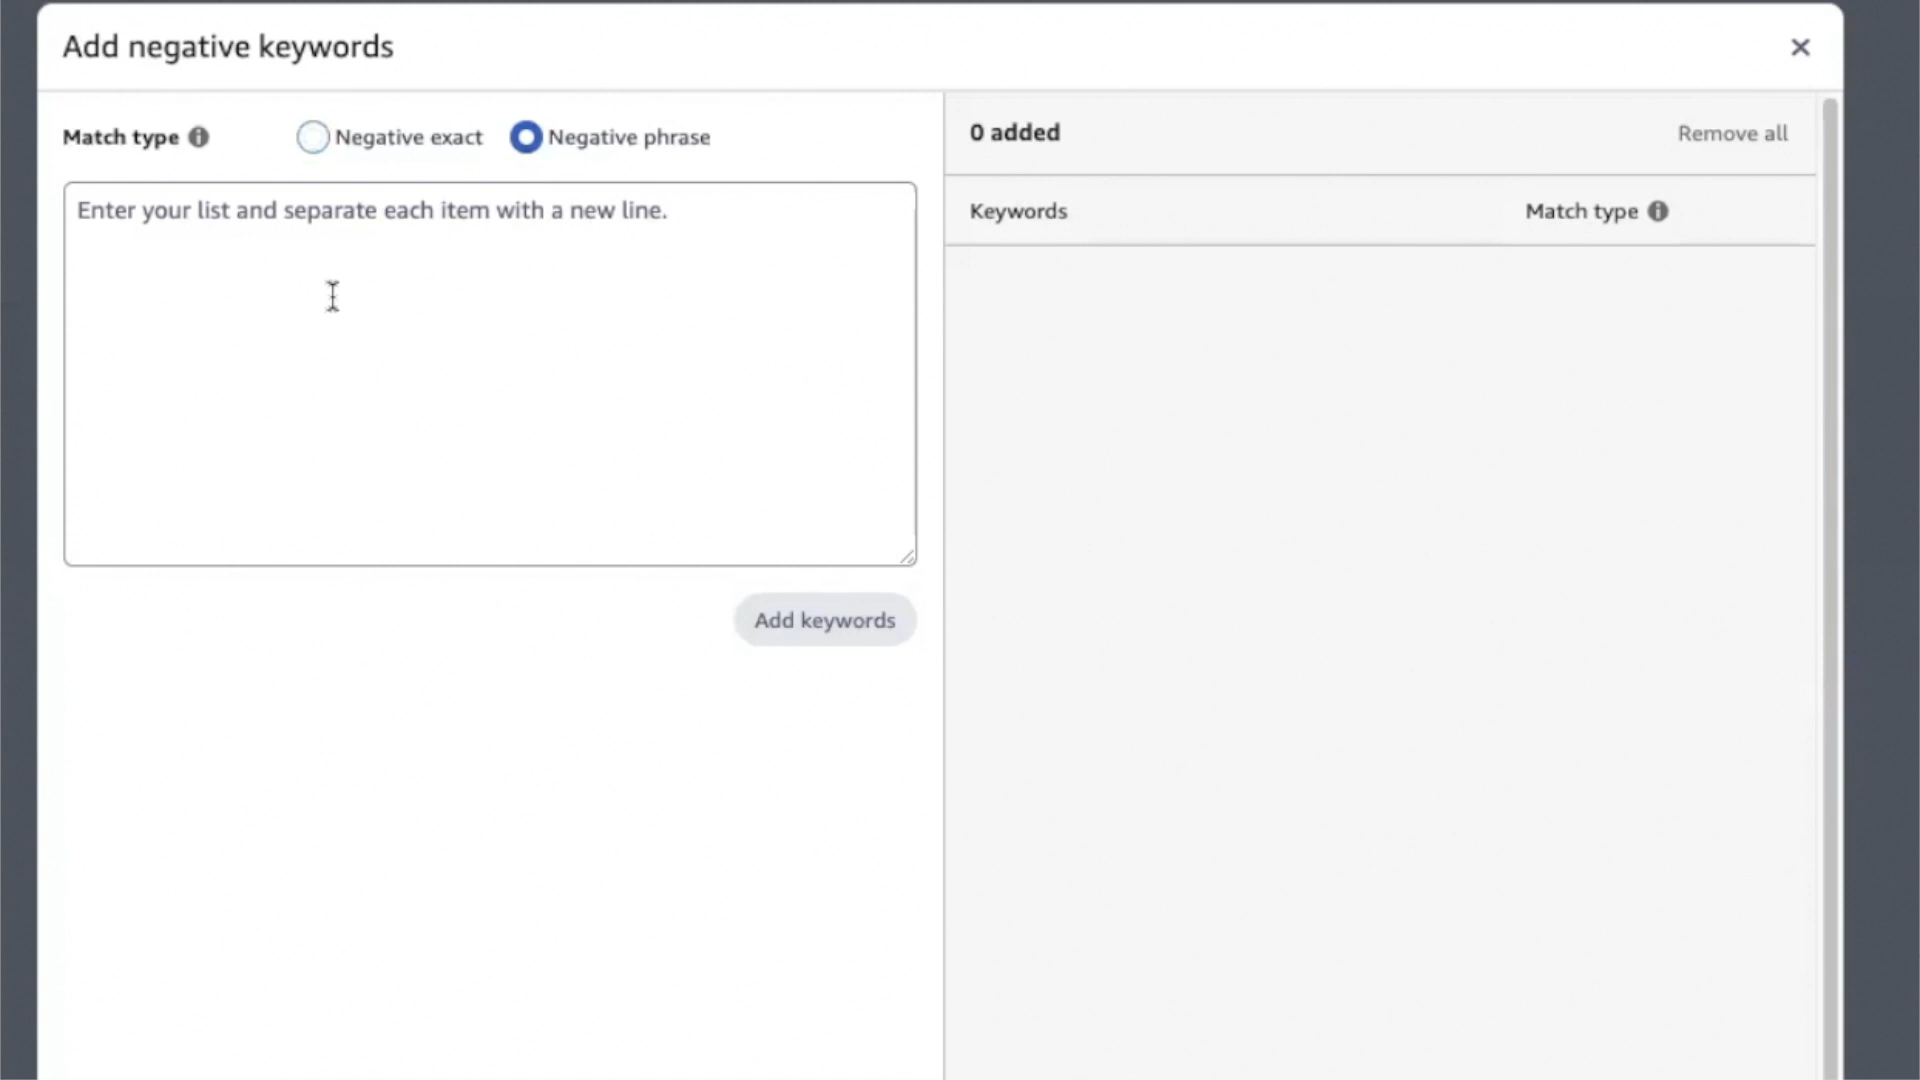 Add negative keywords
Match type
Negative exact
Negative phrase
0 added
Remove all
Enter your list and separate each item with a new line.
Keywords
Match type
Add keywords